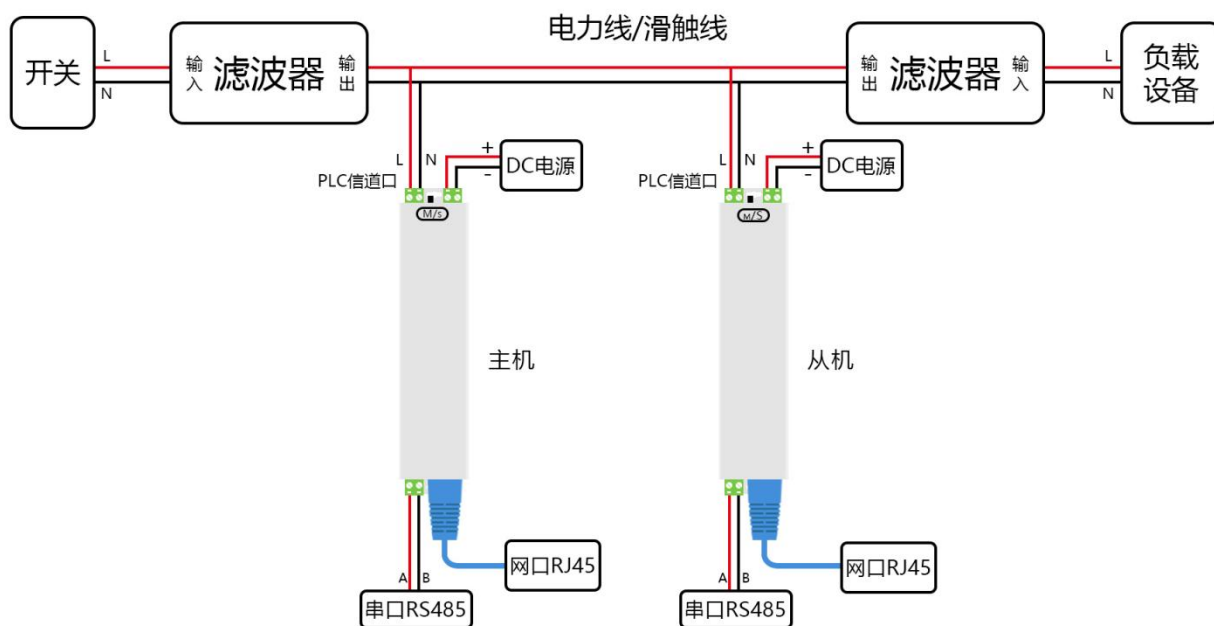 电力线/滑触线
开关
L
N
输入
滤波器
输出
输出
滤波器
输入
L
N
负载
设备
L
N
+
-
DC电源
PLC信道口
M/s
L
N
+
-
DC电源
PLC信道口
M/S
主机
从机
A
B
网口RJ45
串口RS485
A
B
网口RJ45
串口RS485